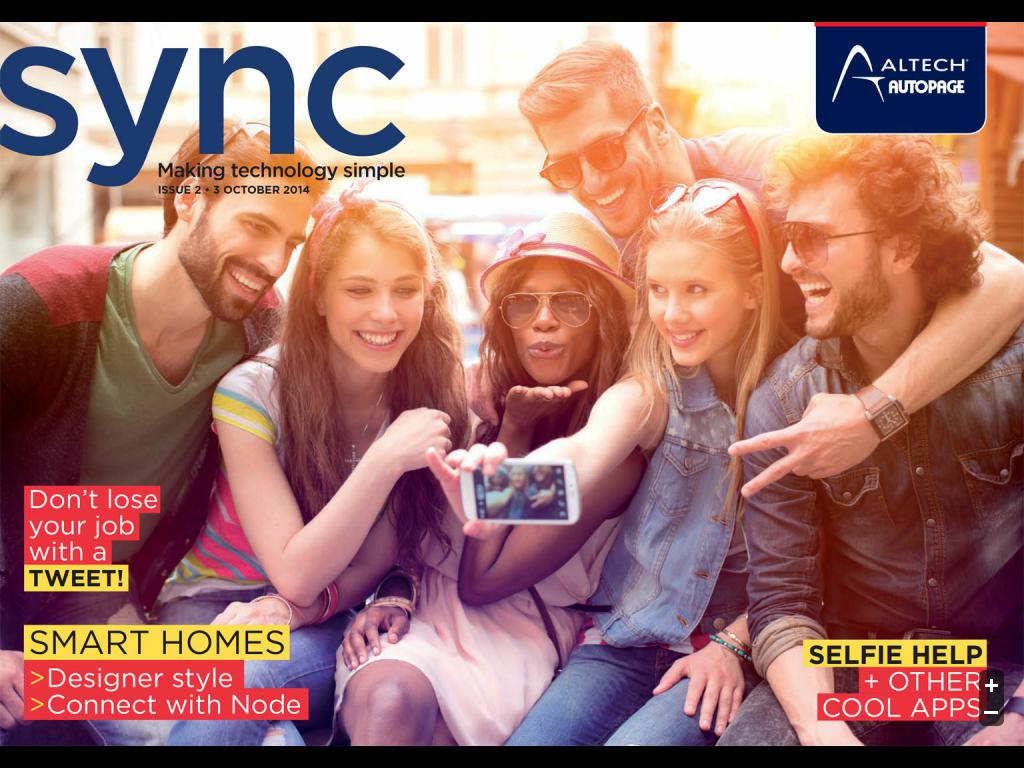 sync
Making technology simple
ISSUE 2 • 3 OCTOBER 2014
ALTECH®
AUTOPAGE
Don't lose
your job
with a
TWEET!
SMART HOMES
>Designer style
>Connect with Node
SELFIE HELP
+ OTHER
COOL APPS